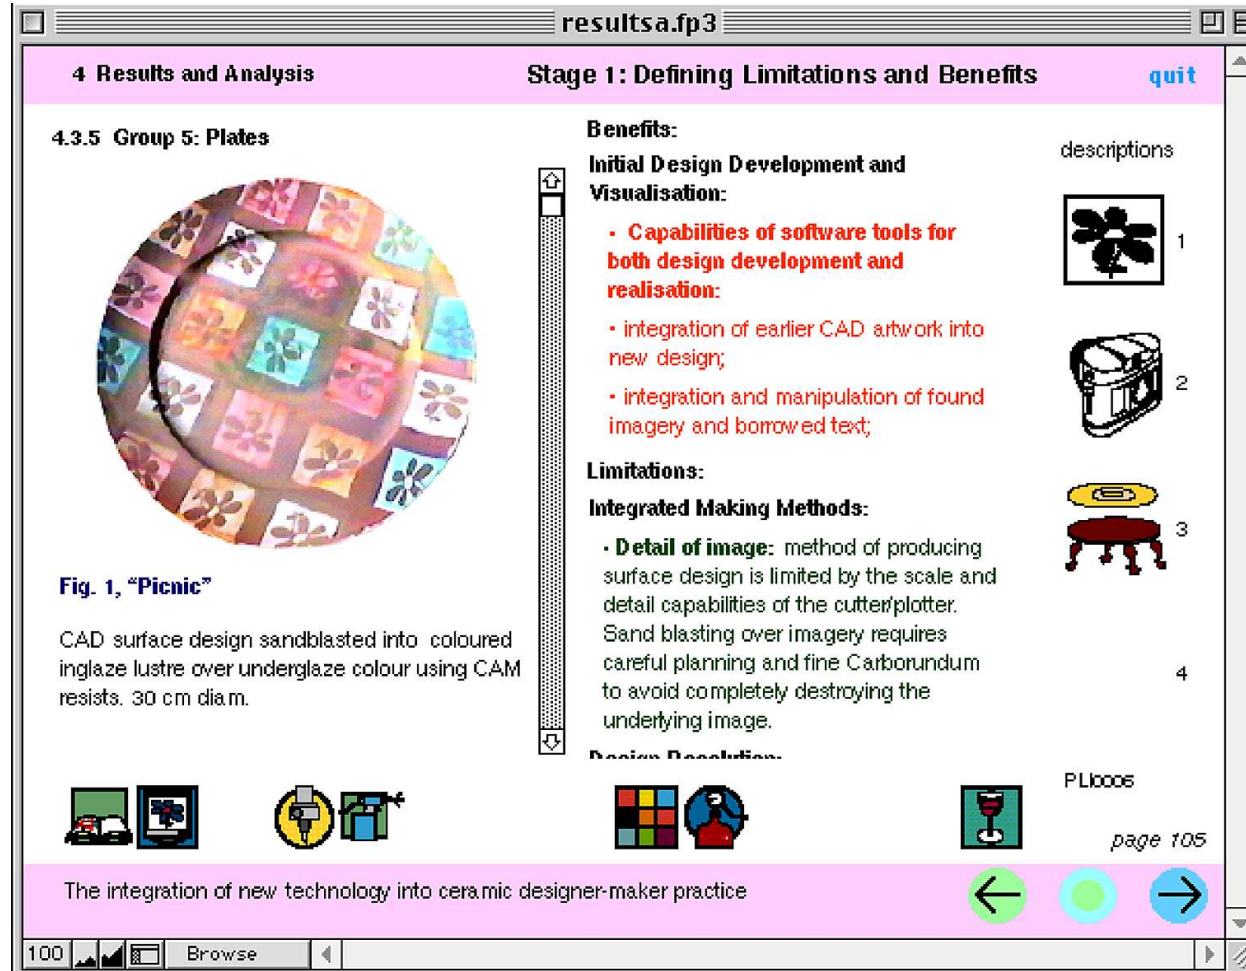 resultsa.fp3
4 Results and Analysis
Stage 1: Defining Limitations and Benefits
quit
4.3.5 Group 5: Plates
Fig. 1, “Picnic”
CAD surface design sandblasted into coloured
inglaze lustre over underglaze colour using CAM
resists. 30 cm diam.
Benefits:
Initial Design Development and
Visualisation:
• Capabilities of software tools for
both design development and
realisation:
• integration of earlier CAD artwork into
new design;
• integration and manipulation of found
imagery and borrowed text;
Limitations:
Integrated Making Methods:
• Detail of image: method of producing
surface design is limited by the scale and
detail capabilities of the cutter/plotter.
Sand blasting over imagery requires
careful planning and fine Carborundum
to avoid completely destroying the
underlying image.
Design Resolution:
descriptions
1
2
3
4
page 105
The integration of new technology into ceramic designer-maker practice
100
Browse